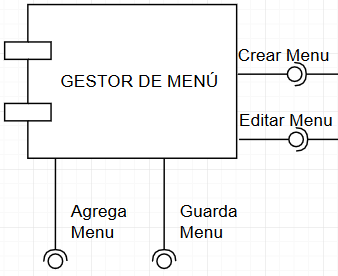 Crear Menu
GESTOR DE MENÚ
Editar Menu
Agrega
Menu
Guarda
Menu